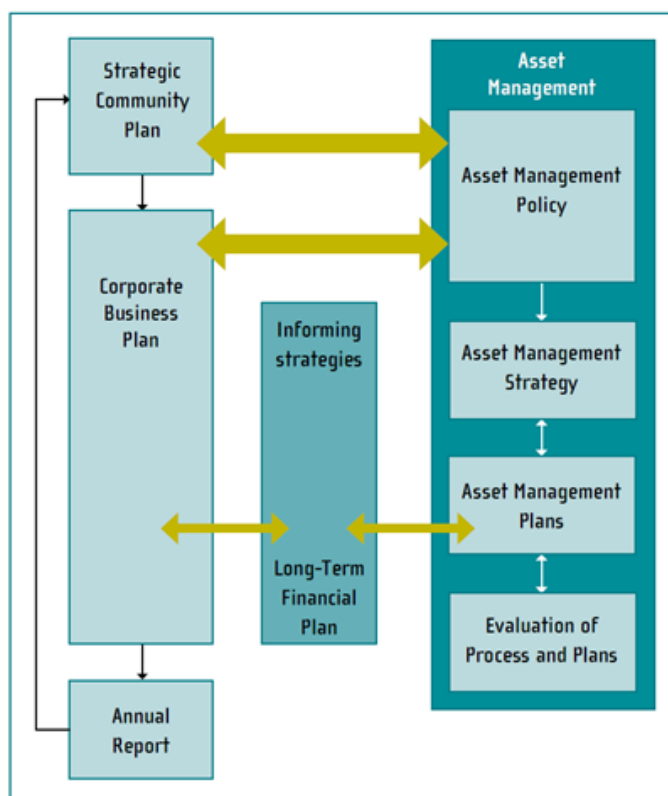 Strategic
Community
Plan
Corporate
Business
Plan
Annual
Report
Informing
strategies
Long-Term
Financial
Plan
Asset
Management
Asset Management
Policy
Asset Management
Strategy
Asset Management
Plans
Evaluation of
Process and Plans